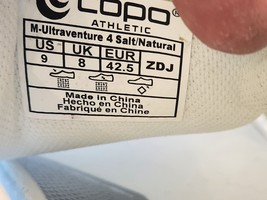 COPO
ATHLETIC
M-Ultraventure 4 Salt/Natural
US UK EUR ZDJ
9 8 42.5
Made in China
Hecho en China
Fabriqué en Chine